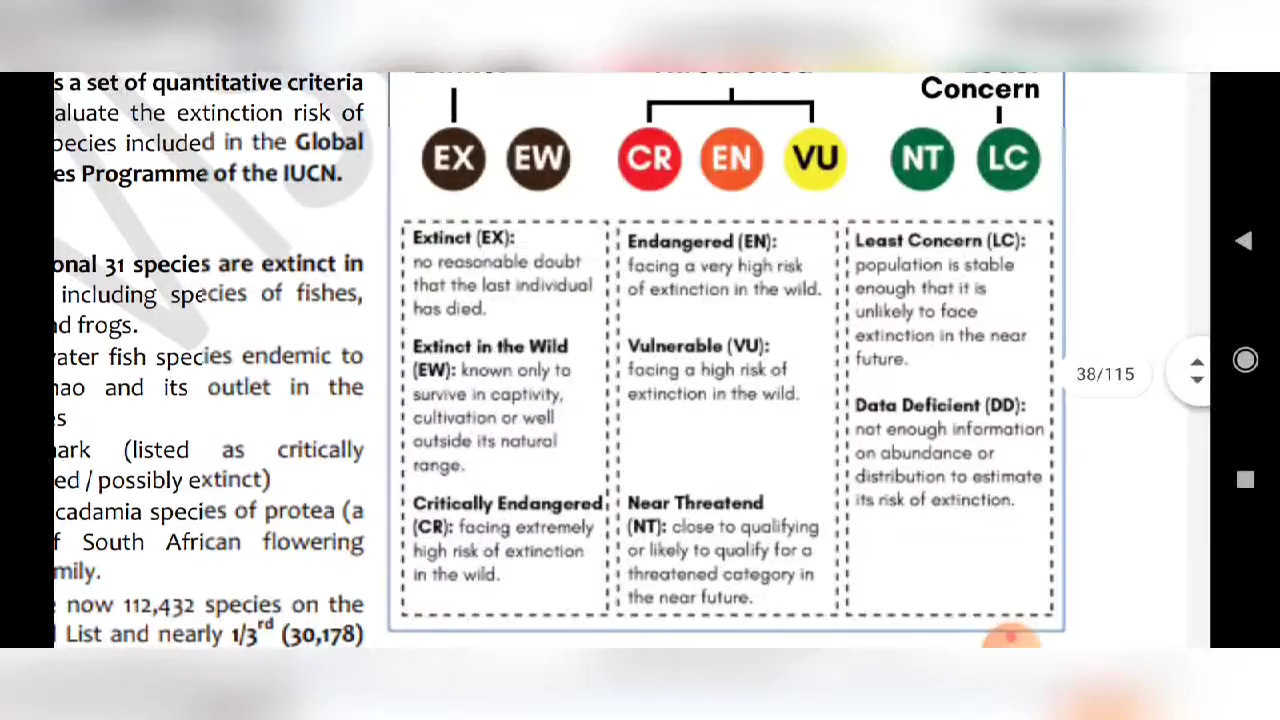 s a set of quantitative criteria
aluate the extinction risk of
pecies included in the Global
es Programme of the IUCN.
onal 31 species are extinct in
including species of fishes,
nd frogs.
vater fish species endemic to
nao and its outlet in the
es
ark (listed as critically
ed / possibly extinct)
cadamia species of protea (a
f South African flowering
mily.
now 112,432 species on the
List and nearly 1/3rd (30,178)
Threatened
Least
Concern
EX EW CR EN VU NT LC
Extinct (EX):
no reasonable doubt
that the last individual
has died.
Extinct in the Wild
(EW): known only to
survive in captivity,
cultivation or well
outside its natural
range.
Critically Endangered
(CR): facing extremely
high risk of extinction
in the wild.
Endangered (EN):
facing a very high risk
of extinction in the wild.
Vulnerable (VU):
facing a high risk of
extinction in the wild.
Near Threatend
(NT): close to qualifying
or likely to qualify for a
threatened category in
the near future.
Least Concern (LC):
population is stable
enough that it is
unlikely to face
extinction in the near
future.
Data Deficient (DD):
not enough information
on abundance or
distribution to estimate
its risk of extinction.
38/115